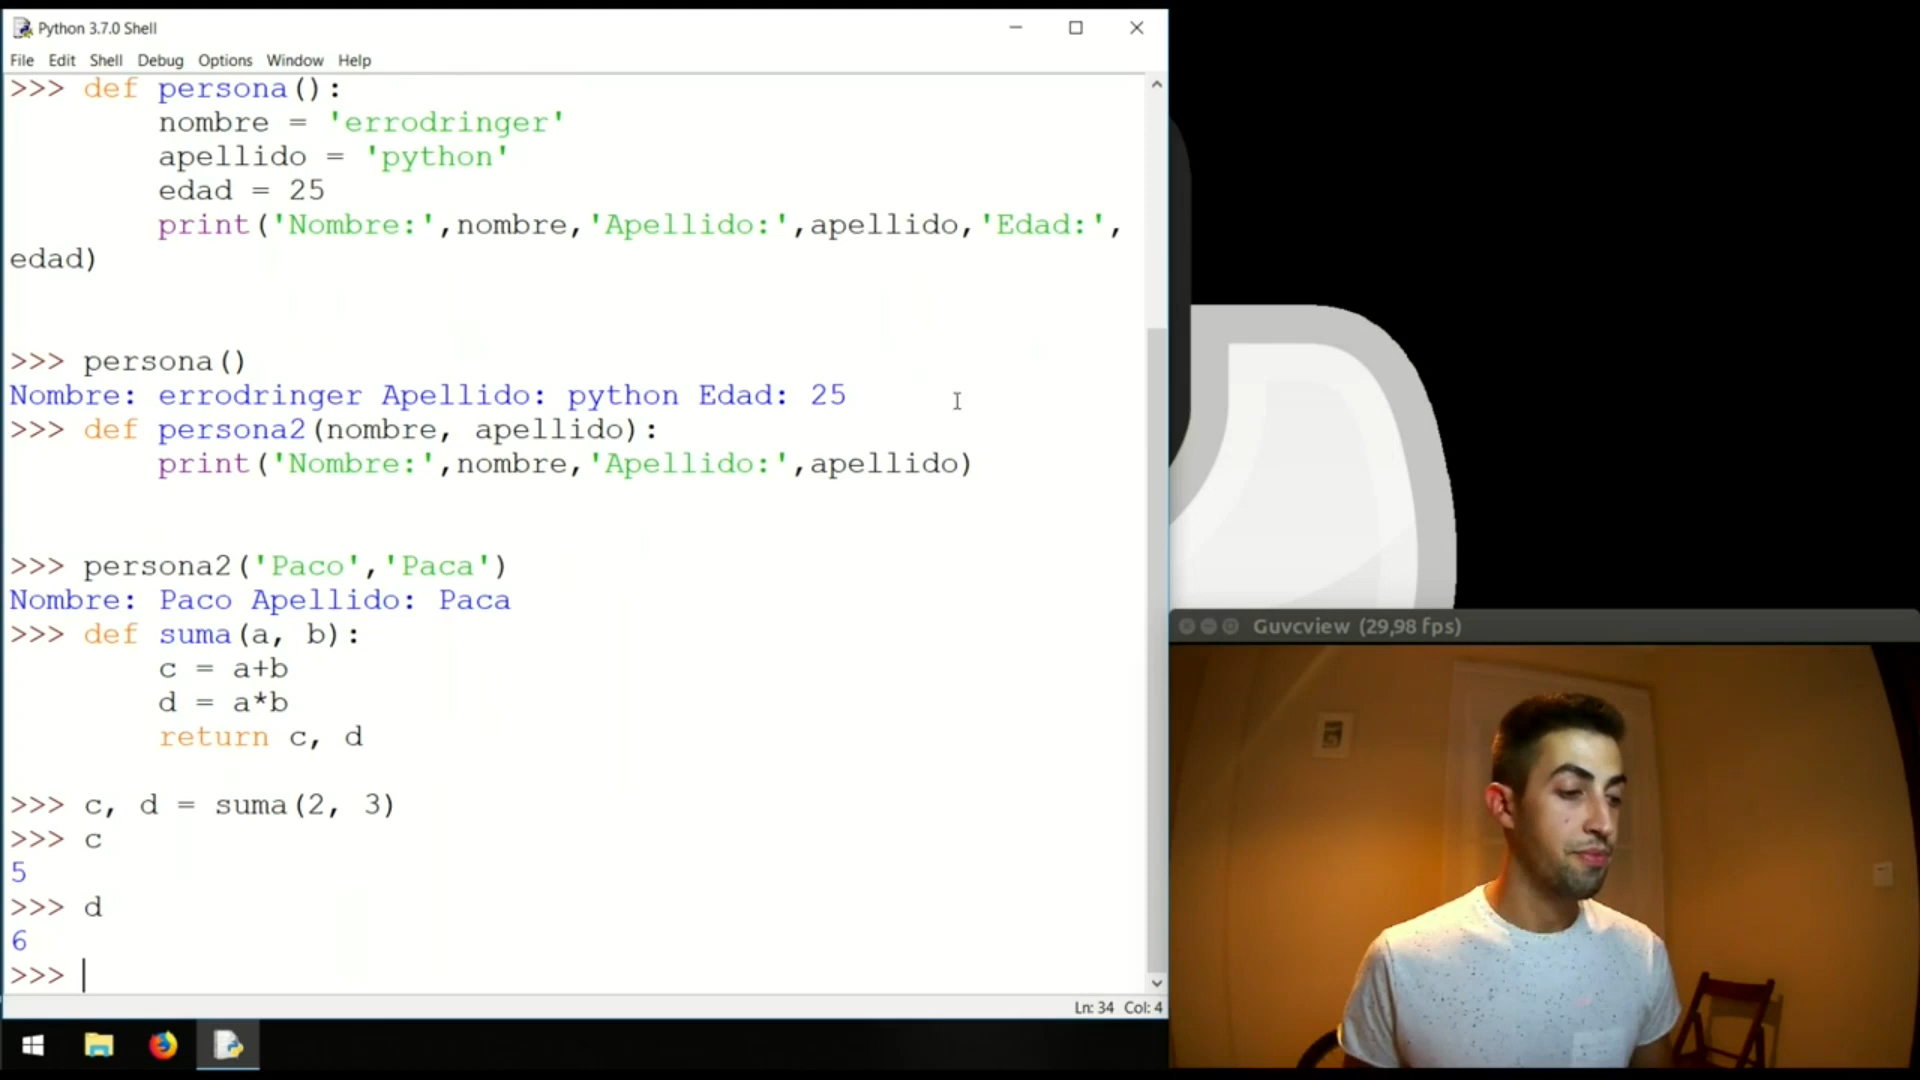 Python 3.7.0 Shell
File Edit Shell Debug Options Window Help
>>> def persona():
nombre = 'errodringer'
apellido = 'python'
edad = 25
print('Nombre:',nombre,'Apellido:',apellido,'Edad:',
edad)
>>> persona()
Nombre: errodringer Apellido: python Edad: 25
>>> def persona2(nombre, apellido):
print('Nombre:',nombre,'Apellido:',apellido)
>>> persona2('Paco','Paca')
Nombre: Paco Apellido: Paca
>>> def suma(a, b):
c = a+b
d = a*b
return c, d
>>> c, d = suma(2, 3)
>>> c
5
>>> d
6
>>>
Ln: 34 Col: 4
Guvcview (29,98 fps)